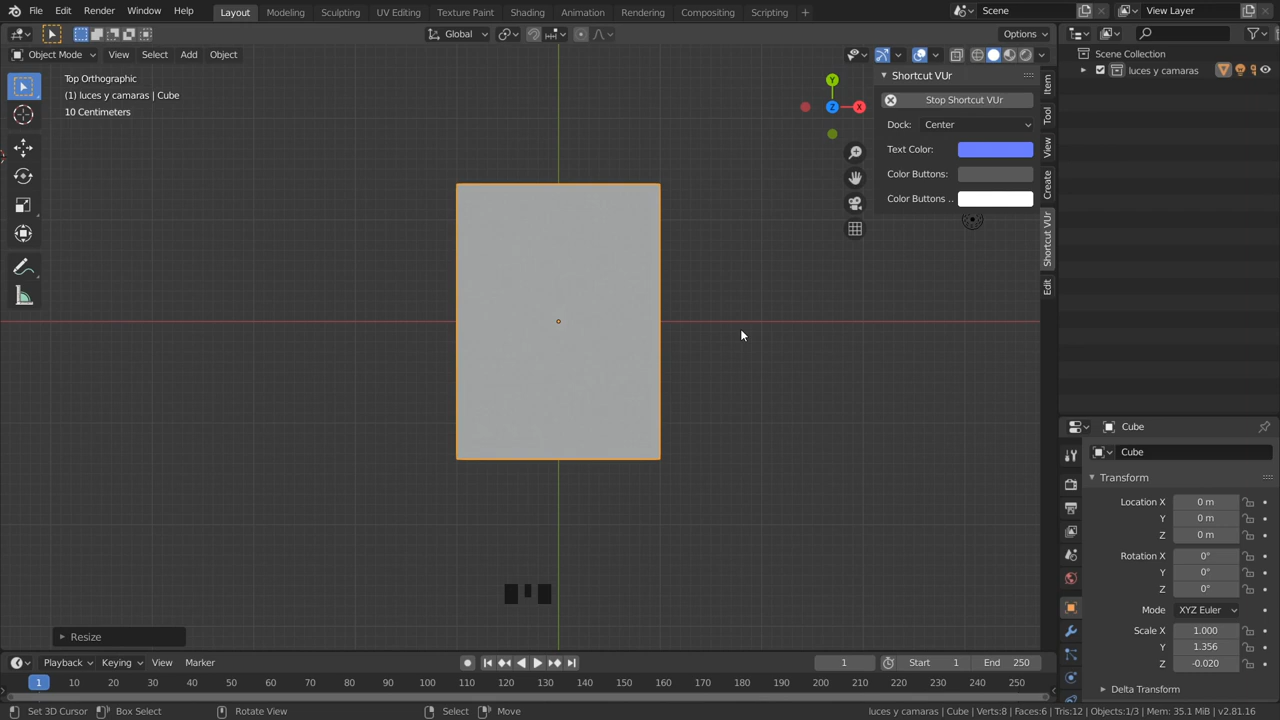 File Edit Render Window Help Layout Modeling Sculpting UV Editing Texture Paint Shading Animation Rendering Compositing Scripting + Scene View Layer
Global Options
Object Mode View Select Add Object
Top Orthographic
(1) luces y camaras | Cube
10 Centimeters
Y
Z
X
Shortcut VUr
Stop Shortcut VUr
Dock: Center
Text Color:
Color Buttons:
Color Buttons ..
Item
Tool
View
Create
Shortcut VUr
Edit
Scene Collection
luces y camaras
Cube
Cube
Transform
Location X 0 m
Y 0 m
Z 0 m
Rotation X 0°
Y 0°
Z 0°
Mode XYZ Euler
Scale X 1.000
Y 1.356
Z -0.020
Delta Transform
Resize
Playback Keying View Marker 1 Start 1 End 250
1 10 20 30 40 50 60 70 80 90 100 110 120 130 140 150 160 170 180 190 200 210 220 230 240 250
Set 3D Cursor Box Select Rotate View Select Move luces y camaras | Cube | Verts:8 | Faces:6 | Tris:12 | Objects:1/3 | Mem: 35.1 MiB | v2.81.16